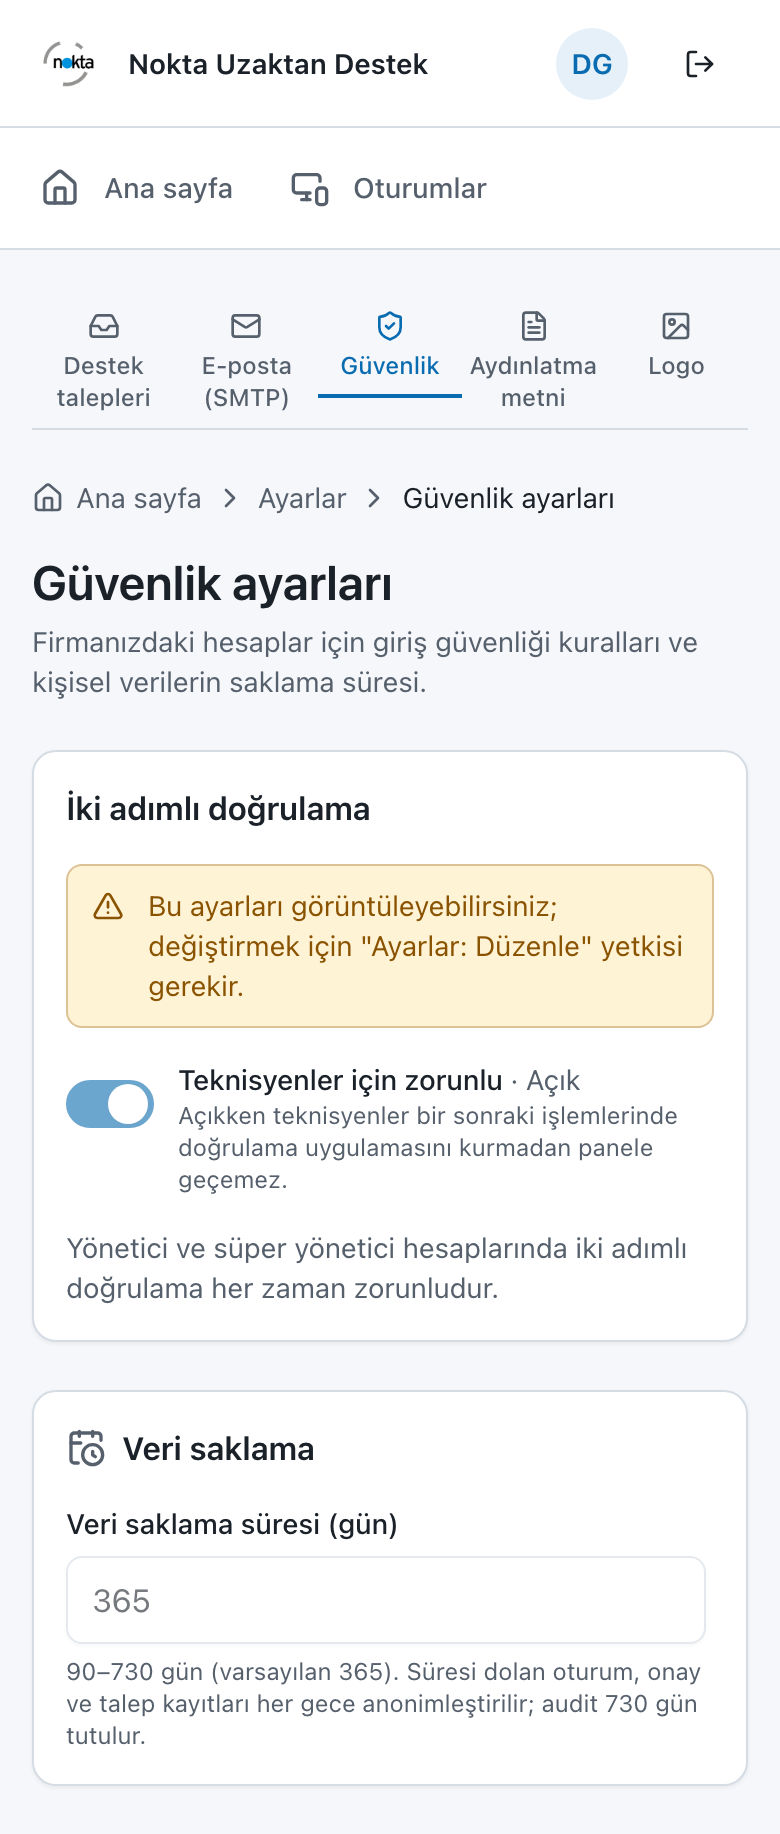 nokta
Nokta Uzaktan Destek
DG
Ana sayfa
Oturumlar
Destek
talepleri
E-posta
(SMTP)
Güvenlik
Aydınlatma
metni
Logo
Ana sayfa > Ayarlar > Güvenlik ayarları
Güvenlik ayarları
Firmanızdaki hesaplar için giriş güvenliği kuralları ve
kişisel verilerin saklama süresi.
İki adımlı doğrulama
Bu ayarları görüntüleyebilirsiniz;
değiştirmek için "Ayarlar: Düzenle" yetkisi
gerekir.
Teknisyenler için zorunlu · Açık
Açıkken teknisyenler bir sonraki işlemlerinde
doğrulama uygulamasını kurmadan panele
geçemez.
Yönetici ve süper yönetici hesaplarında iki adımlı
doğrulama her zaman zorunludur.
Veri saklama
Veri saklama süresi (gün)
365
90–730 gün (varsayılan 365). Süresi dolan oturum, onay
ve talep kayıtları her gece anonimleştirilir; audit 730 gün
tutulur.